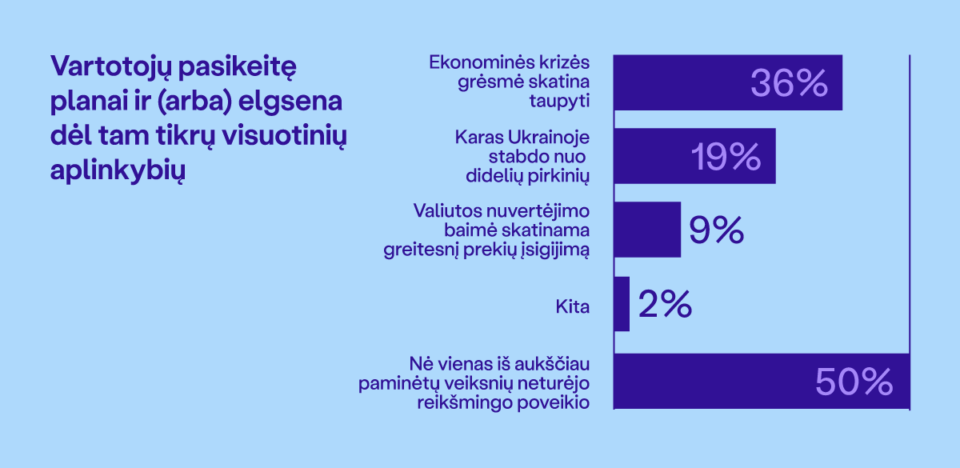 Vartotojų pasikeitę
planai ir (arba) elgsena
dėl tam tikrų visuotinių
aplinkybių
Ekonominės krizės
grėsmė skatina
taupyti
36%
Karas Ukrainoje
stabdo nuo
didelių pirkinių
19%
Valiutos nuvertėjimo
baimė skatinama
greitesnį prekių įsigijimą
9%
Kita
2%
Nė vienas iš aukščiau
paminėtų veiksnių neturėjo
reikšmingo poveikio
50%